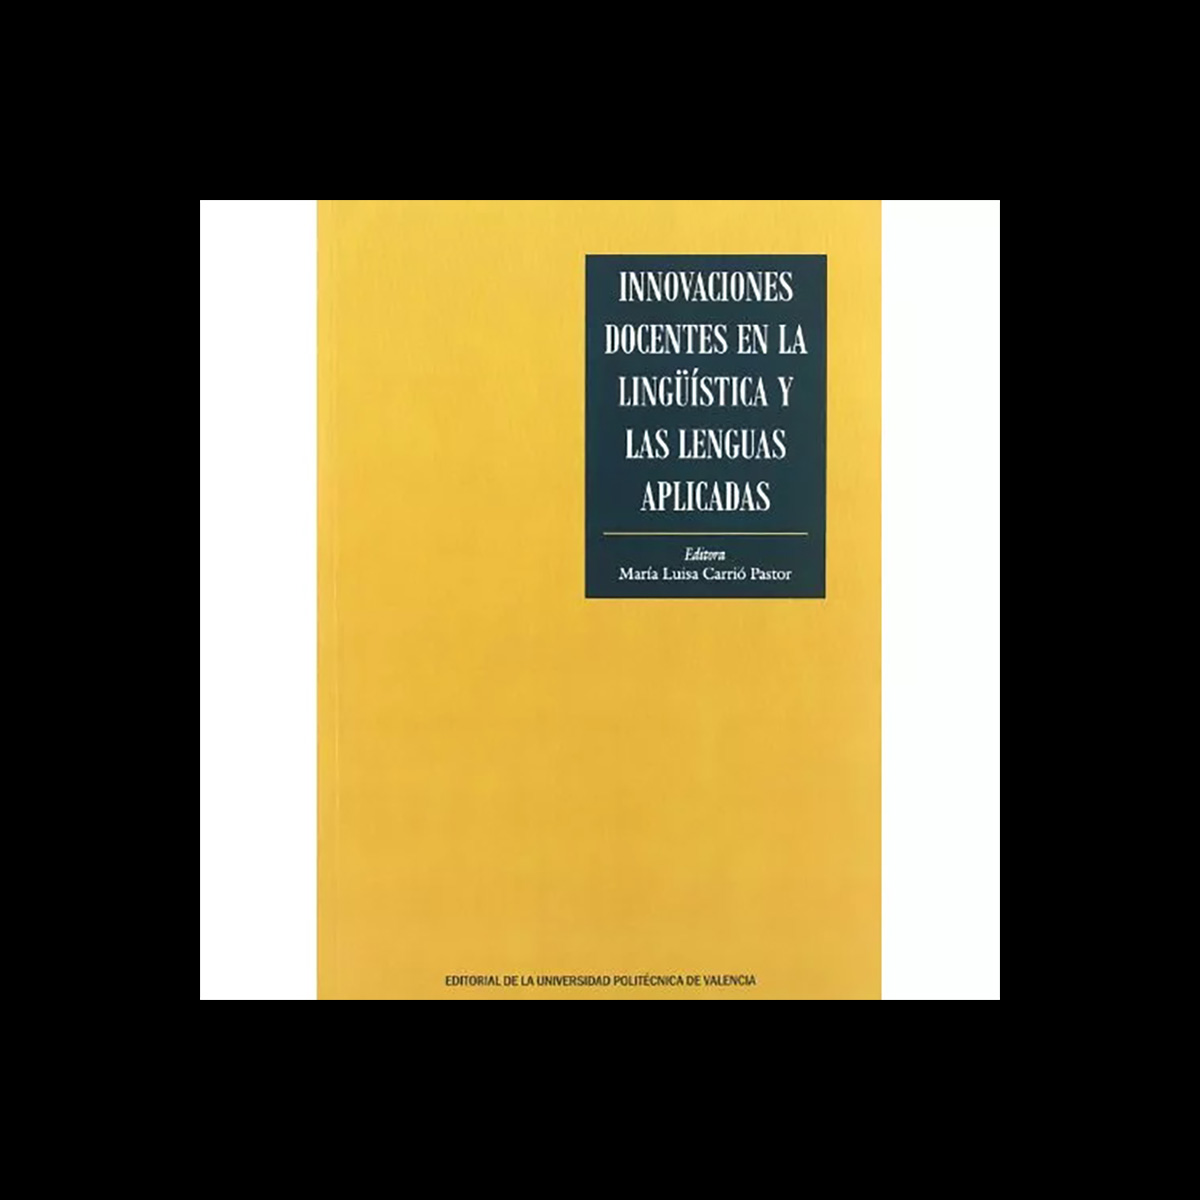 INNOVACIONES
DOCENTES EN LA
LINGÜÍSTICA Y
LAS LENGUAS
APLICADAS
Editora
María Luisa Carrió Pastor
EDITORIAL DE LA UNIVERSIDAD POLITÉCNICA DE VALENCIA